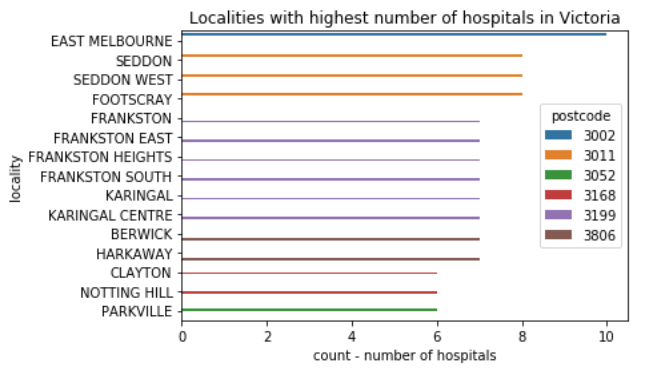 Localities with highest number of hospitals in Victoria
EAST MELBOURNE
SEDDON
SEDDON WEST
FOOTSCRAY
FRANKSTON
FRANKSTON EAST
FRANKSTON HEIGHTS
FRANKSTON SOUTH
KARINGAL
KARINGAL CENTRE
BERWICK
HARKAWAY
CLAYTON
NOTTING HILL
PARKVILLE
locality
postcode
3002
3011
3052
3168
3199
3806
0 2 4 6 8 10
count - number of hospitals